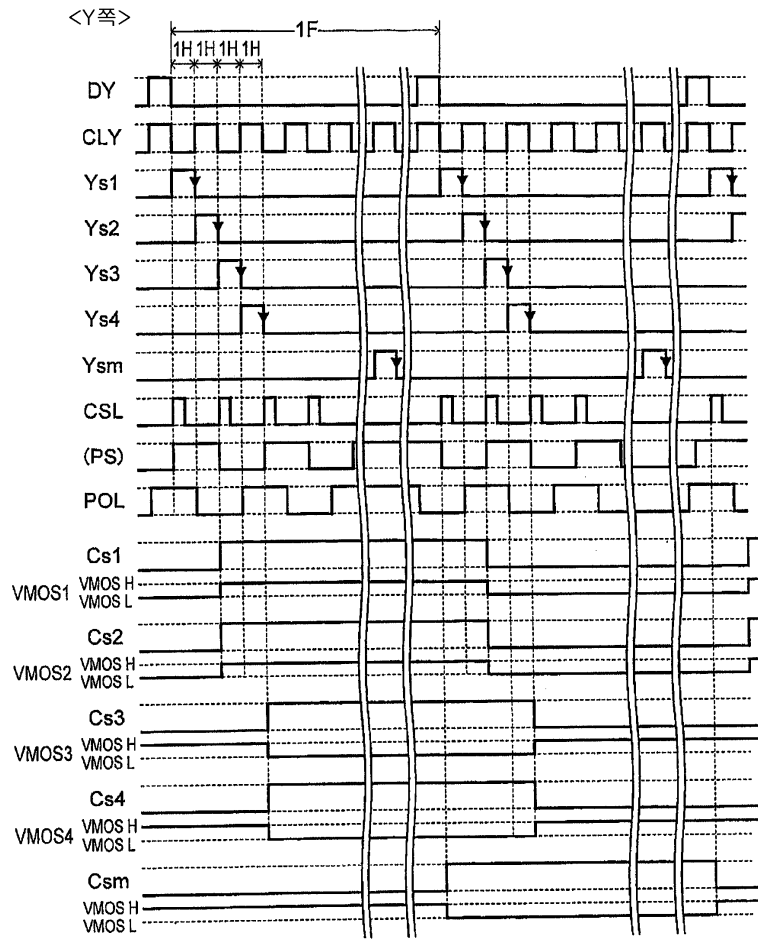 <Y쪽>
1F
1H 1H 1H 1H
DY
CLY
Ys1
Ys2
Ys3
Ys4
Ysm
CSL
(PS)
POL
Cs1
VMOS1 VMOS H
VMOS L
Cs2
VMOS2 VMOS H
VMOS L
Cs3
VMOS3 VMOS H
VMOS L
Cs4
VMOS4 VMOS H
VMOS L
Csm
VMOS H
VMOS L